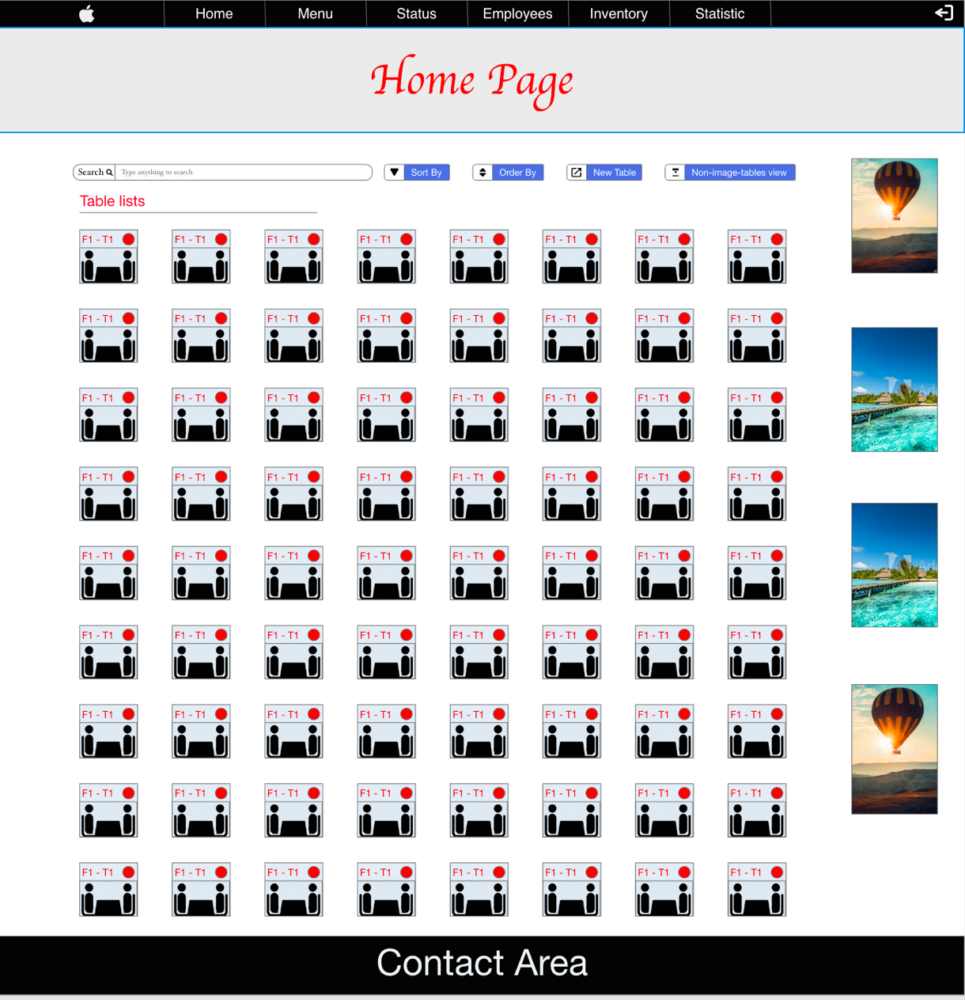 Home Menu Status Employees Inventory Statistic
Home Page
Search Type anything to search Sort By Order By New Table Non-image-tables view
Table lists
F1 - T1 F1 - T1 F1 - T1 F1 - T1 F1 - T1 F1 - T1 F1 - T1 F1 - T1
F1 - T1 F1 - T1 F1 - T1 F1 - T1 F1 - T1 F1 - T1 F1 - T1 F1 - T1
F1 - T1 F1 - T1 F1 - T1 F1 - T1 F1 - T1 F1 - T1 F1 - T1 F1 - T1
F1 - T1 F1 - T1 F1 - T1 F1 - T1 F1 - T1 F1 - T1 F1 - T1 F1 - T1
F1 - T1 F1 - T1 F1 - T1 F1 - T1 F1 - T1 F1 - T1 F1 - T1 F1 - T1
F1 - T1 F1 - T1 F1 - T1 F1 - T1 F1 - T1 F1 - T1 F1 - T1 F1 - T1
F1 - T1 F1 - T1 F1 - T1 F1 - T1 F1 - T1 F1 - T1 F1 - T1 F1 - T1
F1 - T1 F1 - T1 F1 - T1 F1 - T1 F1 - T1 F1 - T1 F1 - T1 F1 - T1
F1 - T1 F1 - T1 F1 - T1 F1 - T1 F1 - T1 F1 - T1 F1 - T1 F1 - T1
Contact Area